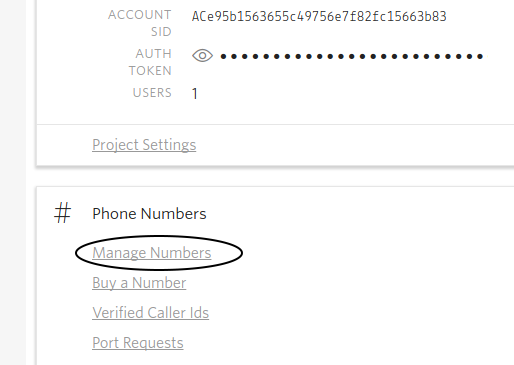 ACCOUNT SID ACe95b1563655c49756e7f82fc15663b83
AUTH TOKEN ••••••••••••••••••••••••••
USERS 1
Project Settings
# Phone Numbers
Manage Numbers
Buy a Number
Verified Caller Ids
Port Requests